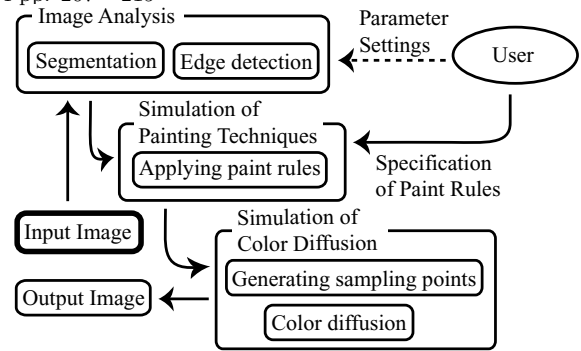 Image Analysis
Parameter
Settings
User
Segmentation
Edge detection
Simulation of
Painting Techniques
Applying paint rules
Specification
of Paint Rules
Input Image
Simulation of
Color Diffusion
Generating sampling points
Output Image
Color diffusion